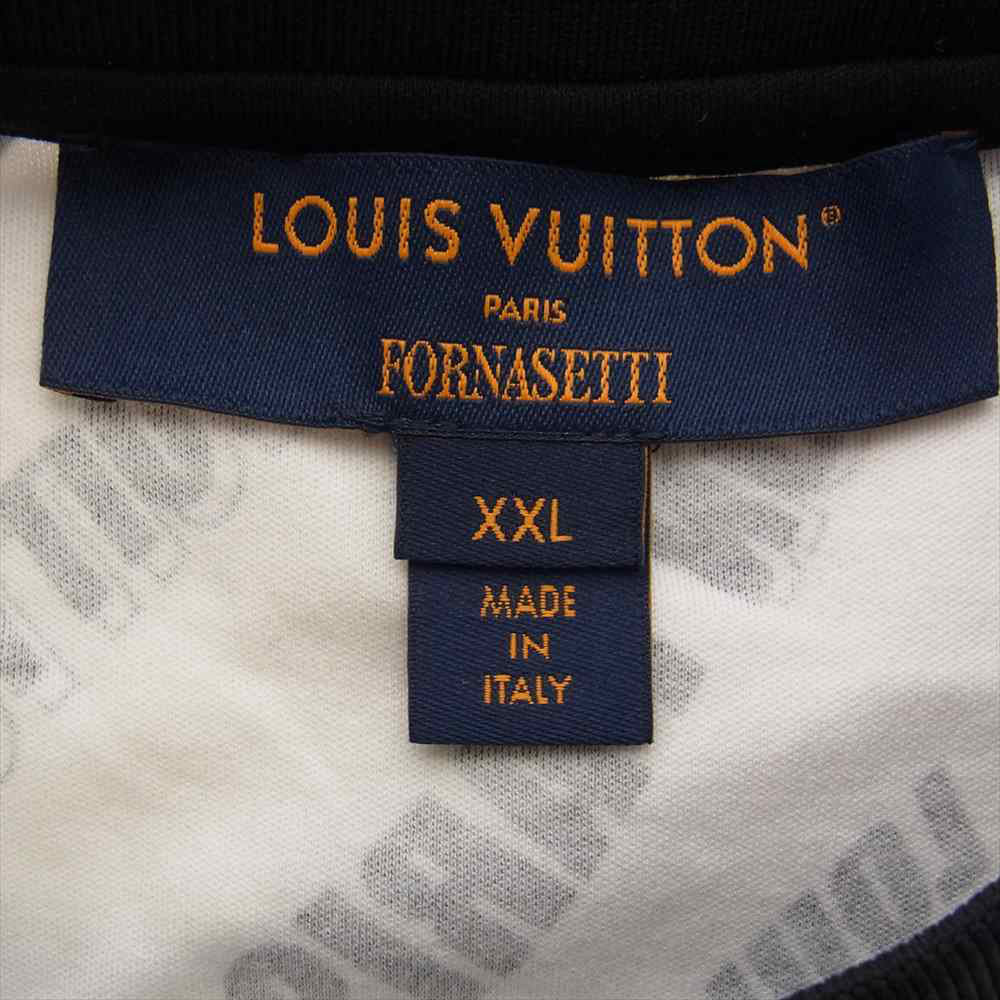 LOUIS VUITTON®
PARIS
FORNASETTI
XXL
MADE
IN
ITALY